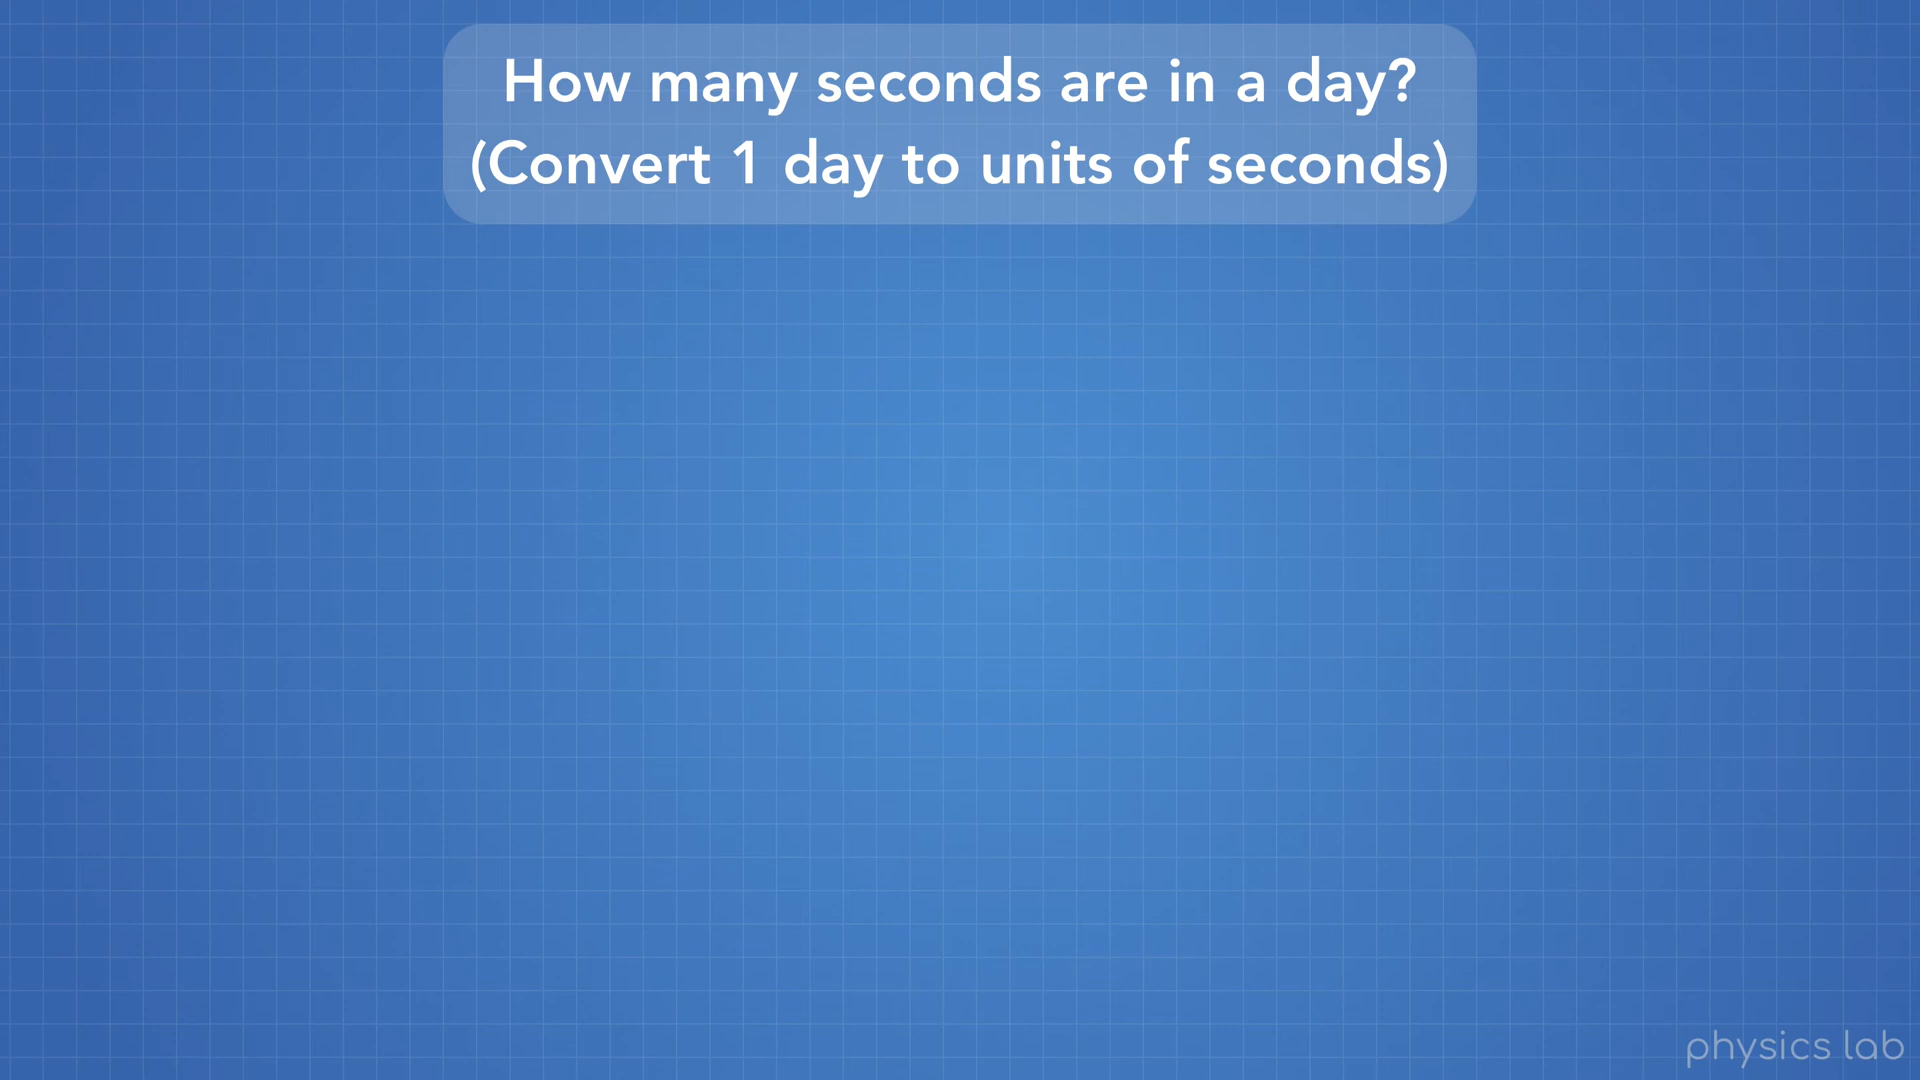 How many seconds are in a day?
(Convert 1 day to units of seconds)
physics lab